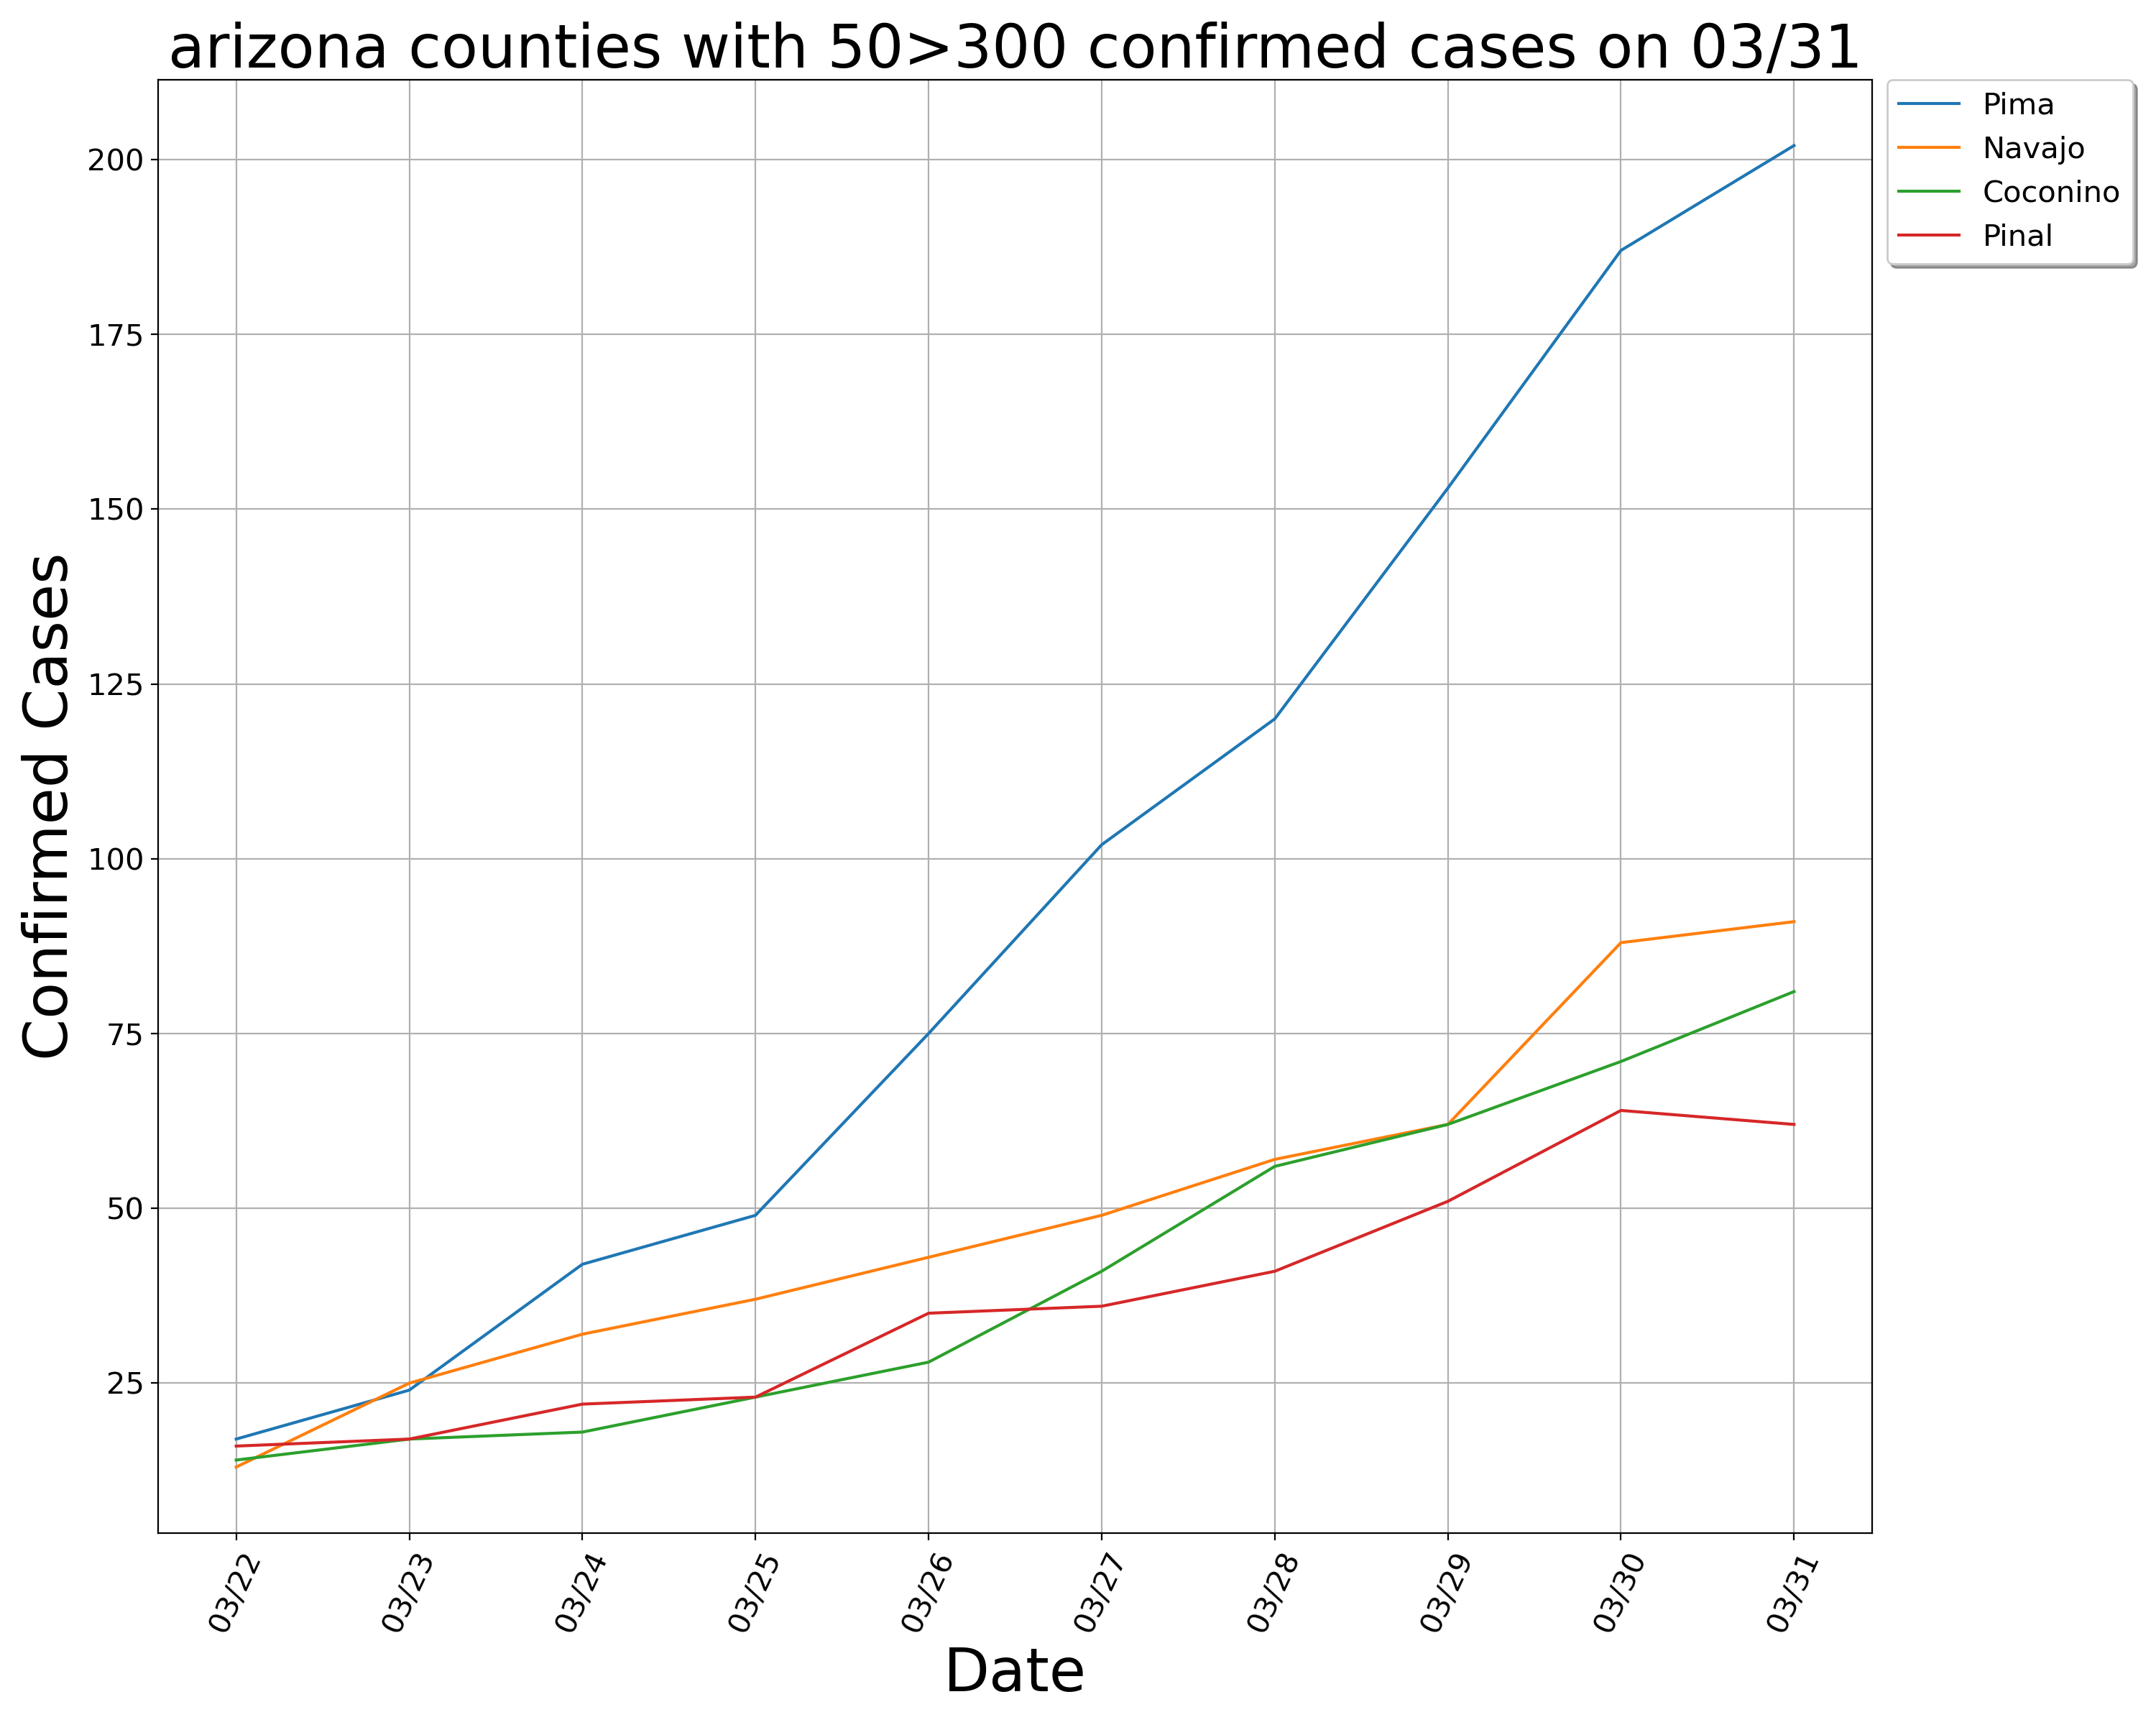 arizona counties with 50>300 confirmed cases on 03/31
Pima
Navajo
Coconino
Pinal
Confirmed Cases
200
175
150
125
100
75
50
25
03/22
03/23
03/24
03/25
03/26
03/27
03/28
03/29
03/30
03/31
Date